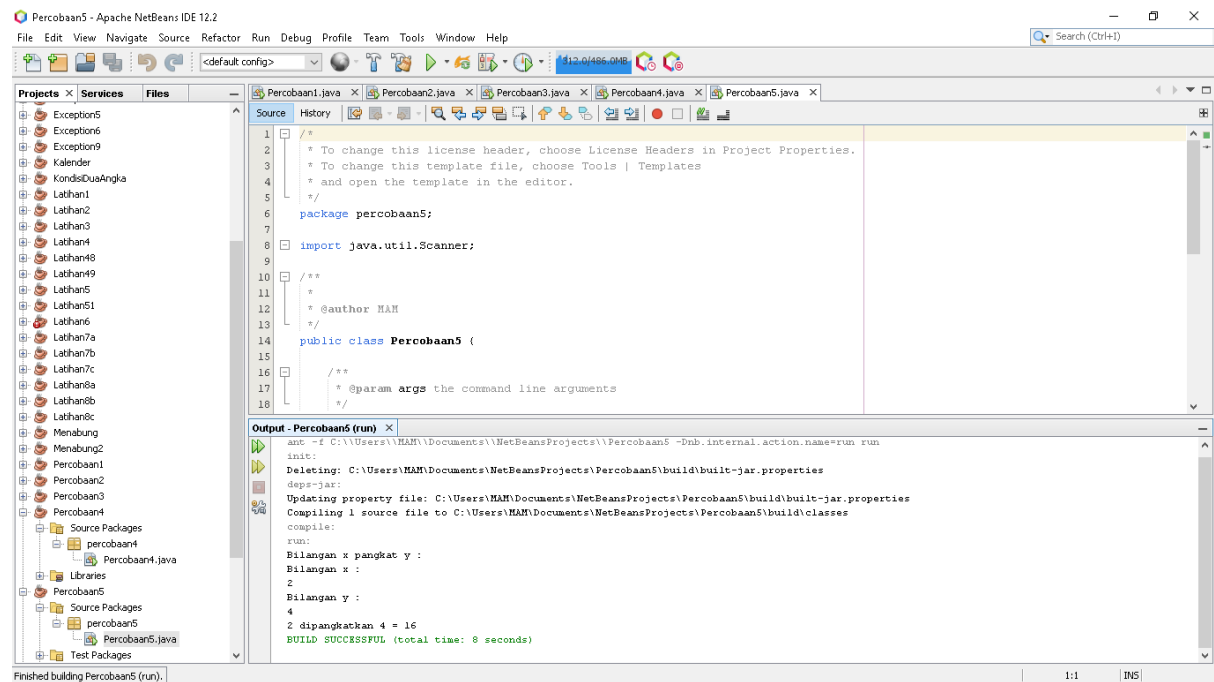 Percobaan5 - Apache NetBeans IDE 12.2
File Edit View Navigate Source Refactor Run Debug Profile Team Tools Window Help
Search (Ctrl+I)
<default config>
312.0/486.0MB
Projects Services Files
Exception5
Exception6
Exception9
Kalender
KondisiDuaAngka
Latihan1
Latihan2
Latihan3
Latihan4
Latihan48
Latihan49
Latihan5
Latihan51
Latihan6
Latihan7a
Latihan7b
Latihan7c
Latihan8a
Latihan8b
Latihan8c
Menabung
Menabung2
Percobaan1
Percobaan2
Percobaan3
Percobaan4
Source Packages
percobaan4
Percobaan4.java
Libraries
Percobaan5
Source Packages
percobaan5
Percobaan5.java
Test Packages
Percobaan1.java Percobaan2.java Percobaan3.java Percobaan4.java Percobaan5.java
Source History
1 /*
2 * To change this license header, choose License Headers in Project Properties.
3 * To change this template file, choose Tools | Templates
4 * and open the template in the editor.
5 */
6 package percobaan5;
7
8 import java.util.Scanner;
9
10 /**
11 *
12 * @author MAM
13 */
14 public class Percobaan5 {
15
16 /**
17 * @param args the command line arguments
18 */
Output - Percobaan5 (run)
ant -f C:\\Users\\MAM\\Documents\\NetBeansProjects\\Percobaan5 -Dnb.internal.action.name=run run
init:
Deleting: C:\Users\MAM\Documents\NetBeansProjects\Percobaan5\build\built-jar.properties
deps-jar:
Updating property file: C:\Users\MAM\Documents\NetBeansProjects\Percobaan5\build\built-jar.properties
Compiling 1 source file to C:\Users\MAM\Documents\NetBeansProjects\Percobaan5\build\classes
compile:
run:
Bilangan x pangkat y :
Bilangan x :
2
Bilangan y :
4
2 dipangkatkan 4 = 16
BUILD SUCCESSFUL (total time: 8 seconds)
Finished building Percobaan5 (run).
1:1 INS